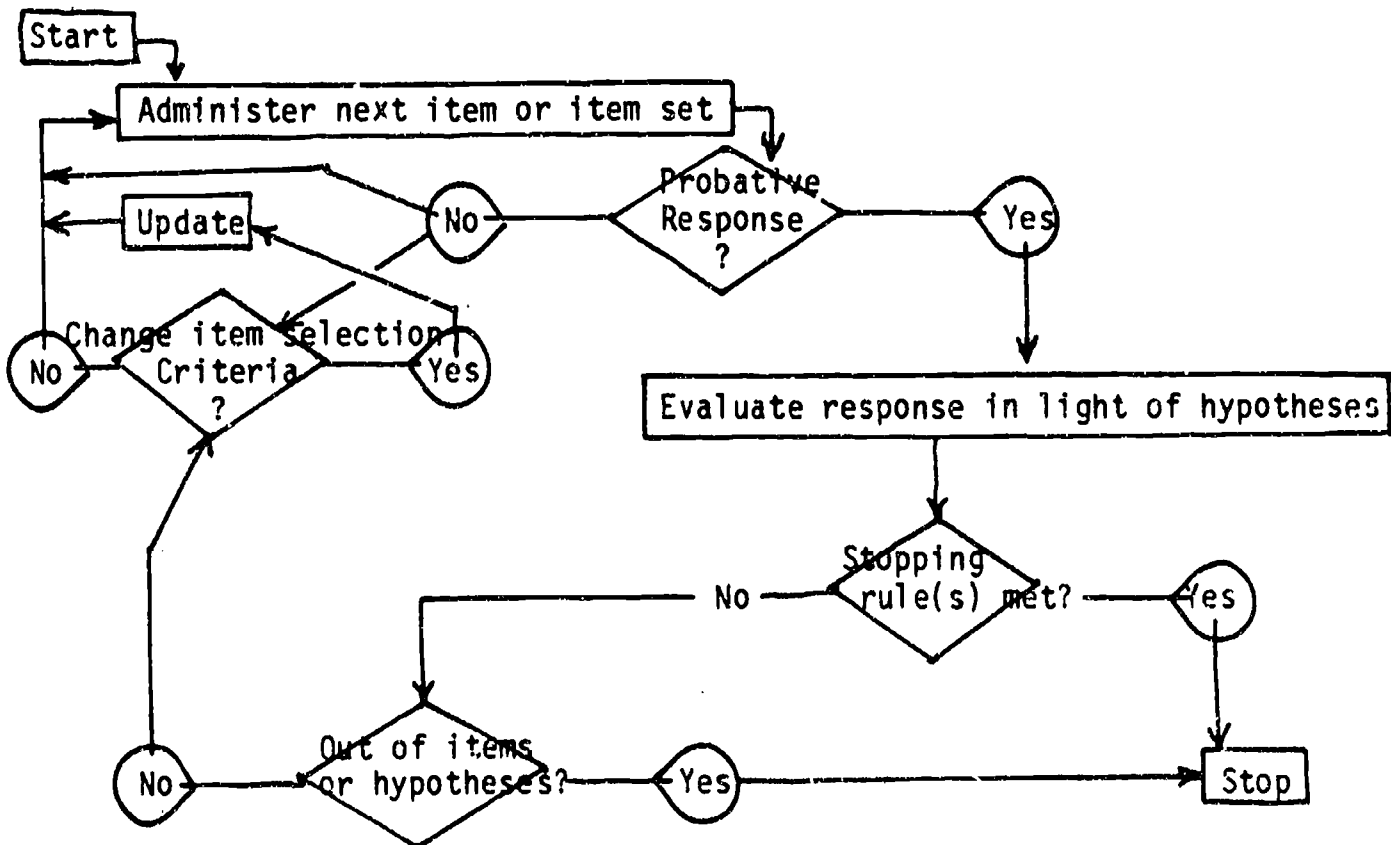 Start
Administer next item or item set
Probative
Response
?
No
Yes
Update
Change item selection
Criteria
?
No
Yes
Evaluate response in light of hypotheses
Stopping
rule(s) met?
No
Yes
Out of items
or hypotheses?
No
Yes
Stop